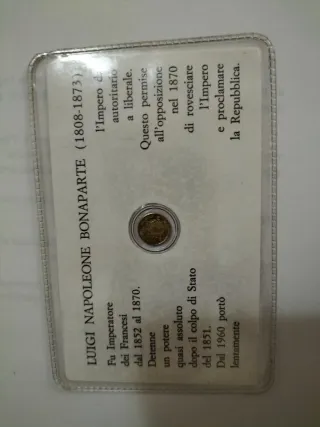 LUIGI NAPOLEONE BONAPARTE (1808-1873)
Fu Imperatore
dei Francesi
dal 1852 al 1870.
Detenne
un potere
quasi assoluto
dopo il colpo di Stato
del 1851.
Dal 1960 portò
lentamente
l'Impero
autoritario
a liberale.
Questo permise
all'opposizione
nel 1870
di rovesciare
l'Impero
e proclamare
la Repubblica.